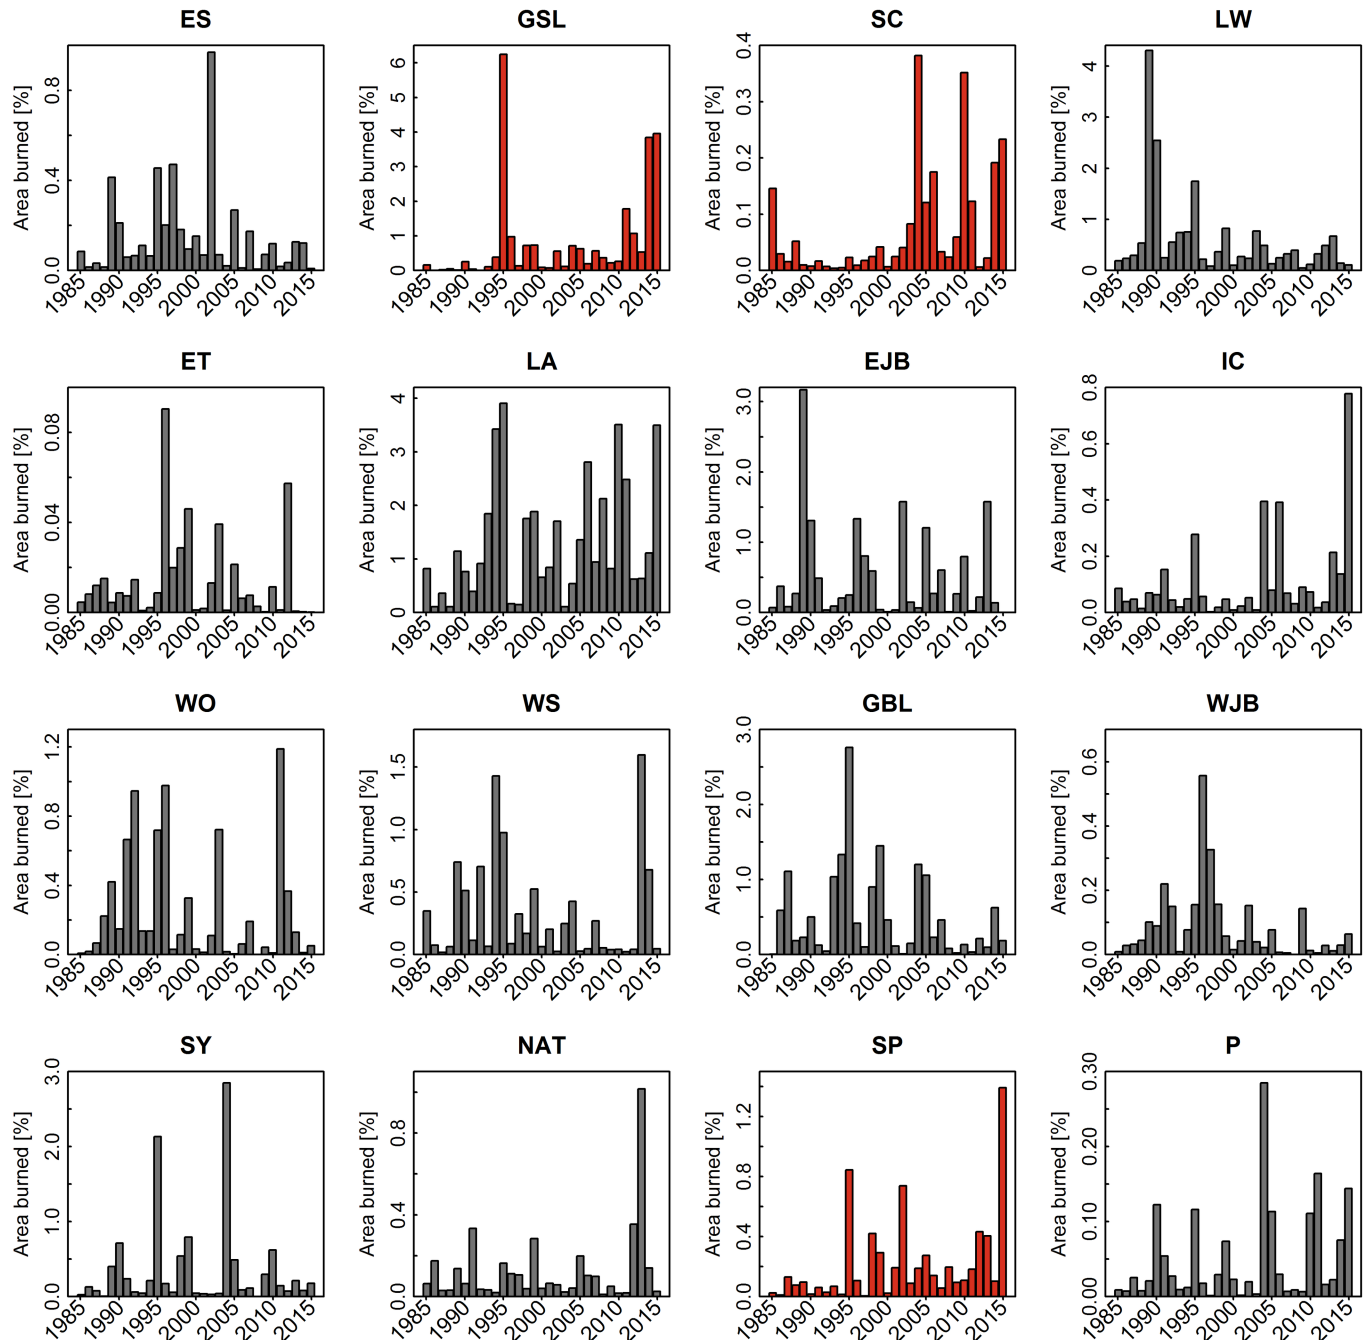 ES GSL SC LW
Area burned [%] 0.0 0.4 0.8
1985 1990 1995 2000 2005 2010 2015
Area burned [%] 0 1 2 3 4 5 6
1985 1990 1995 2000 2005 2010 2015
Area burned [%] 0.0 0.1 0.2 0.3 0.4
1985 1990 1995 2000 2005 2010 2015
Area burned [%] 0 1 2 3 4
1985 1990 1995 2000 2005 2010 2015
ET LA EJB IC
Area burned [%] 0.00 0.04 0.08
1985 1990 1995 2000 2005 2010 2015
Area burned [%] 0 1 2 3 4
1985 1990 1995 2000 2005 2010 2015
Area burned [%] 0.0 1.0 2.0 3.0
1985 1990 1995 2000 2005 2010 2015
Area burned [%] 0.0 0.2 0.4 0.6 0.8
1985 1990 1995 2000 2005 2010 2015
WO WS GBL WJB
Area burned [%] 0.0 0.4 0.8 1.2
1985 1990 1995 2000 2005 2010 2015
Area burned [%] 0.0 0.5 1.0 1.5
1985 1990 1995 2000 2005 2010 2015
Area burned [%] 0.0 1.0 2.0 3.0
1985 1990 1995 2000 2005 2010 2015
Area burned [%] 0.0 0.2 0.4 0.6
1985 1990 1995 2000 2005 2010 2015
SY NAT SP P
Area burned [%] 0.0 1.0 2.0 3.0
1985 1990 1995 2000 2005 2010 2015
Area burned [%] 0.0 0.4 0.8
1985 1990 1995 2000 2005 2010 2015
Area burned [%] 0.0 0.4 0.8 1.2
1985 1990 1995 2000 2005 2010 2015
Area burned [%] 0.00 0.10 0.20 0.30
1985 1990 1995 2000 2005 2010 2015